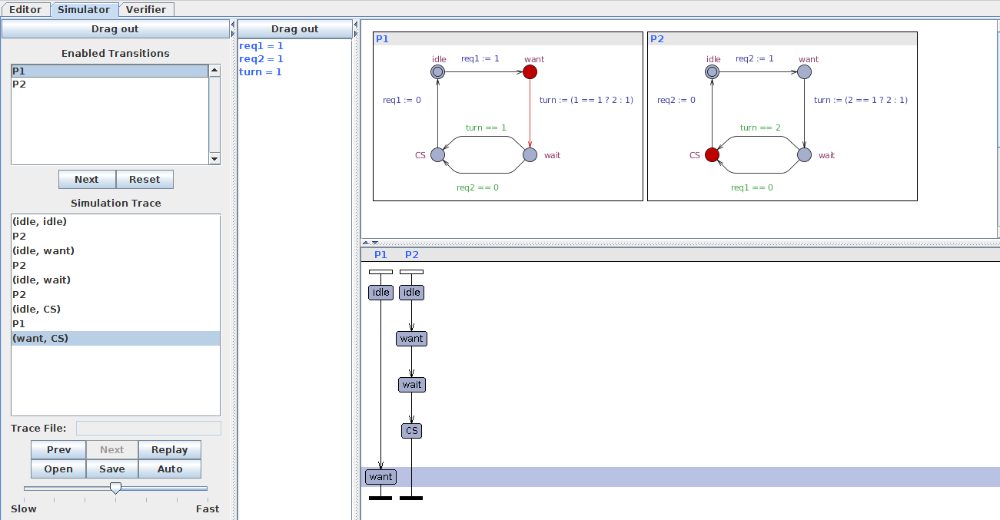 Editor Simulator Verifier
Drag out
Enabled Transitions
P1
P2
Next Reset
Simulation Trace
(idle, idle)
P2
(idle, want)
P2
(idle, wait)
P2
(idle, CS)
P1
(want, CS)
Trace File:
Prev Next Replay
Open Save Auto
Slow Fast
Drag out
req1 = 1
req2 = 1
turn = 1
P1
idle req1 := 1 want
req1 := 0 turn := (1 == 1 ? 2 : 1)
turn == 1
CS wait
req2 == 0
P2
idle req2 := 1 want
req2 := 0 turn := (2 == 1 ? 2 : 1)
turn == 2
CS wait
req1 == 0
P1 P2
idle idle
want
wait
CS
want